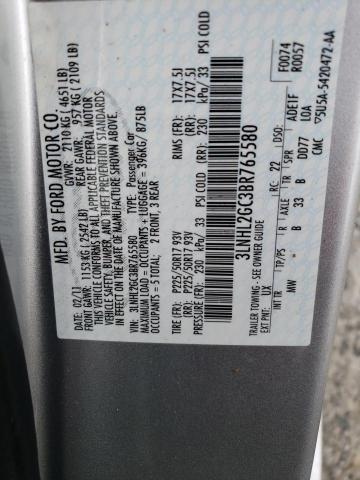 MFD. BY FORD MOTOR CO.
02/11 GVWR: 2110 KG ( 4651 LB)
FRONT GAWR: 1153 KG ( 2542 LB) REAR GAWR: 957 KG ( 2109 LB)
THIS VEHICLE CONFORMS TO ALL APPLICABLE FEDERAL MOTOR
VEHICLE SAFETY, BUMPER, AND THEFT PREVENTION STANDARDS
IN EFFECT ON THE DATE OF MANUFACTURE SHOWN ABOVE.
VEHICLE IDENTIFICATION NO.
VIN: 3LNHL2GC3BR765580
MAXIMUM LOAD = OCCUPANTS + LUGGAGE = 396KG / 875LB
OCCUPANTS = 5 TOTAL: 2 FRONT, 3 REAR
TIRE: (FR) P225/50R17 93V RIMS (FR): 17X7.5J
(RR) P225/50R17 93V (RR): 17X7.5J
PRESSURE (FR): 230 kPa/ 33 PSI COLD (RR) 230 kPa/ 33 PSI COLD
3LNHL2GC3BR765580
TRAILER TOWING - SEE OWNER GUIDE
F0074
R0057
EXT PNT: UX RC: 22 ADE1F
INT TR TP/PS R AXLE TR SPR LOA
MW B 33 B DD77 CMC
5U5A-5420472-AA